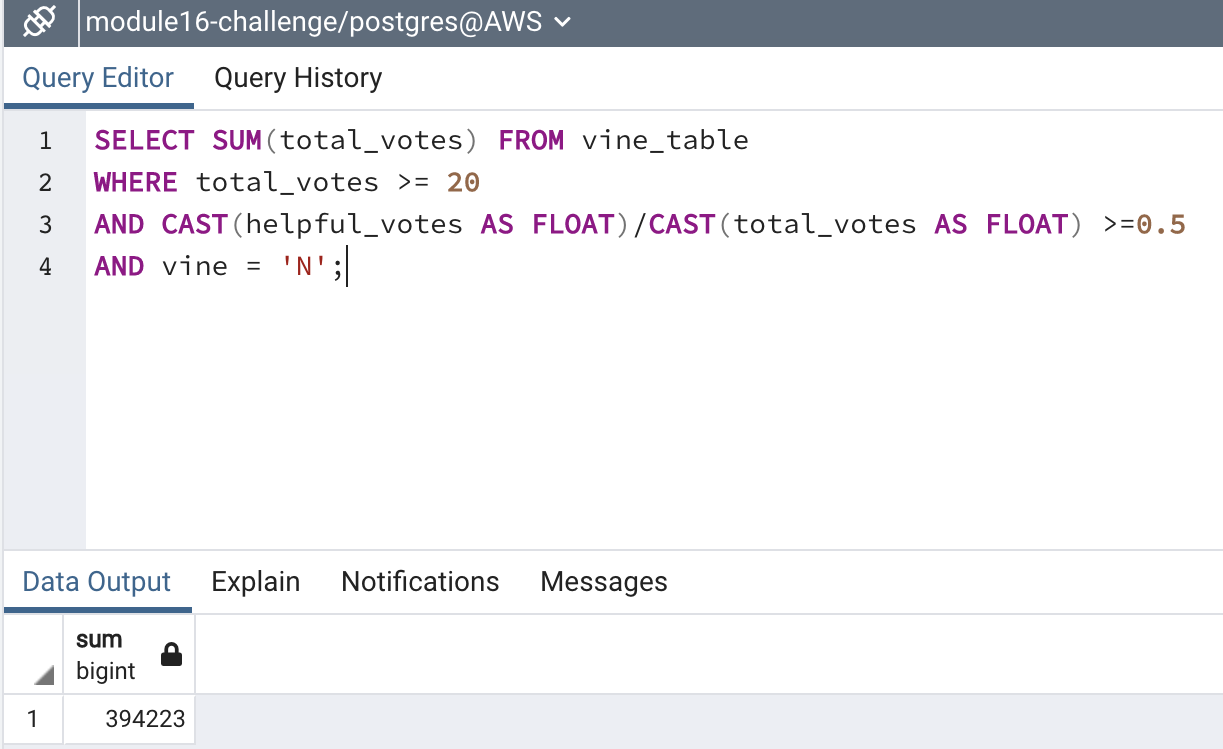 module16-challenge/postgres@AWS
Query Editor Query History
1 SELECT SUM(total_votes) FROM vine_table
2 WHERE total_votes >= 20
3 AND CAST(helpful_votes AS FLOAT)/CAST(total_votes AS FLOAT) >=0.5
4 AND vine = 'N';
Data Output Explain Notifications Messages
sum
bigint
1 394223